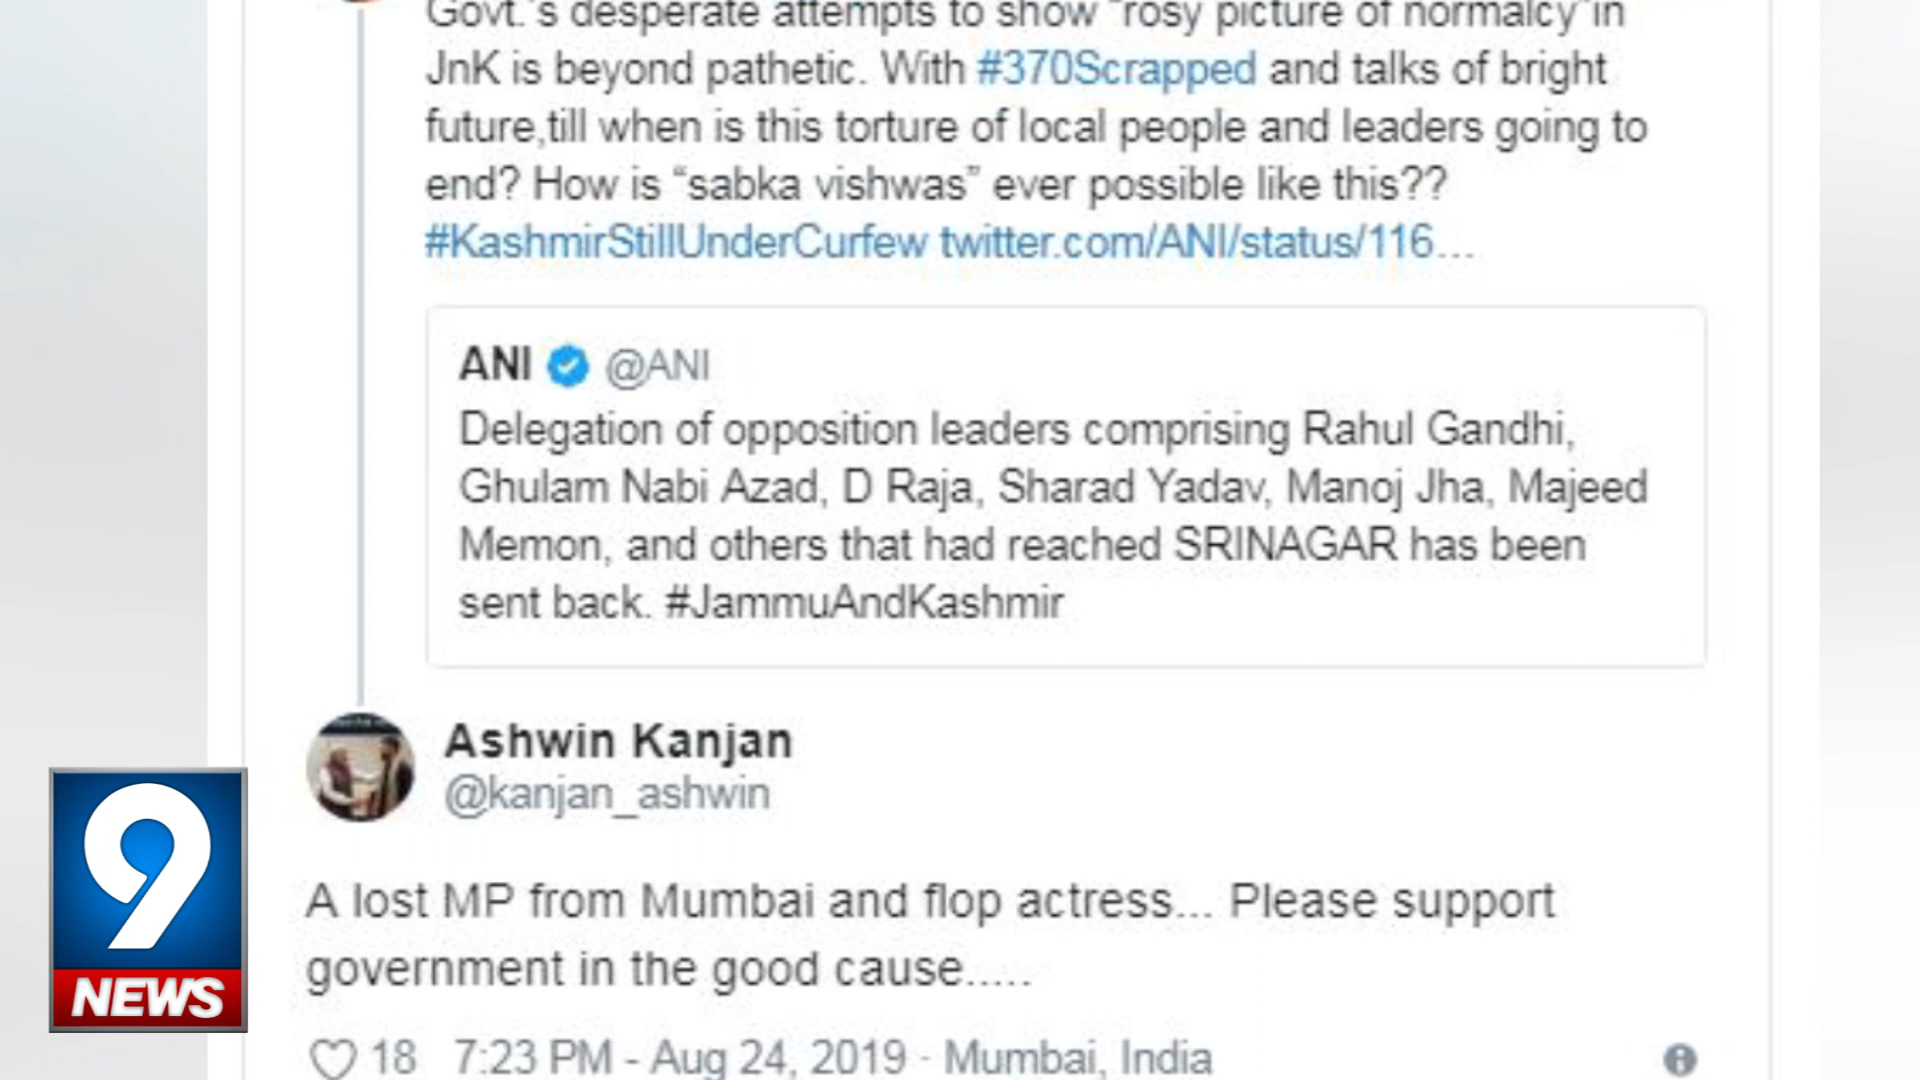 Govt.'s desperate attempts to show “rosy picture of normalcy”in
JnK is beyond pathetic. With #370Scrapped and talks of bright
future,till when is this torture of local people and leaders going to
end? How is “sabka vishwas” ever possible like this??
#KashmirStillUnderCurfew twitter.com/ANI/status/116...
ANI @ANI
Delegation of opposition leaders comprising Rahul Gandhi,
Ghulam Nabi Azad, D Raja, Sharad Yadav, Manoj Jha, Majeed
Memon, and others that had reached SRINAGAR has been
sent back. #JammuAndKashmir
Ashwin Kanjan
@kanjan_ashwin
A lost MP from Mumbai and flop actress... Please support
government in the good cause.....
18 7:23 PM - Aug 24, 2019 · Mumbai, India
9
NEWS